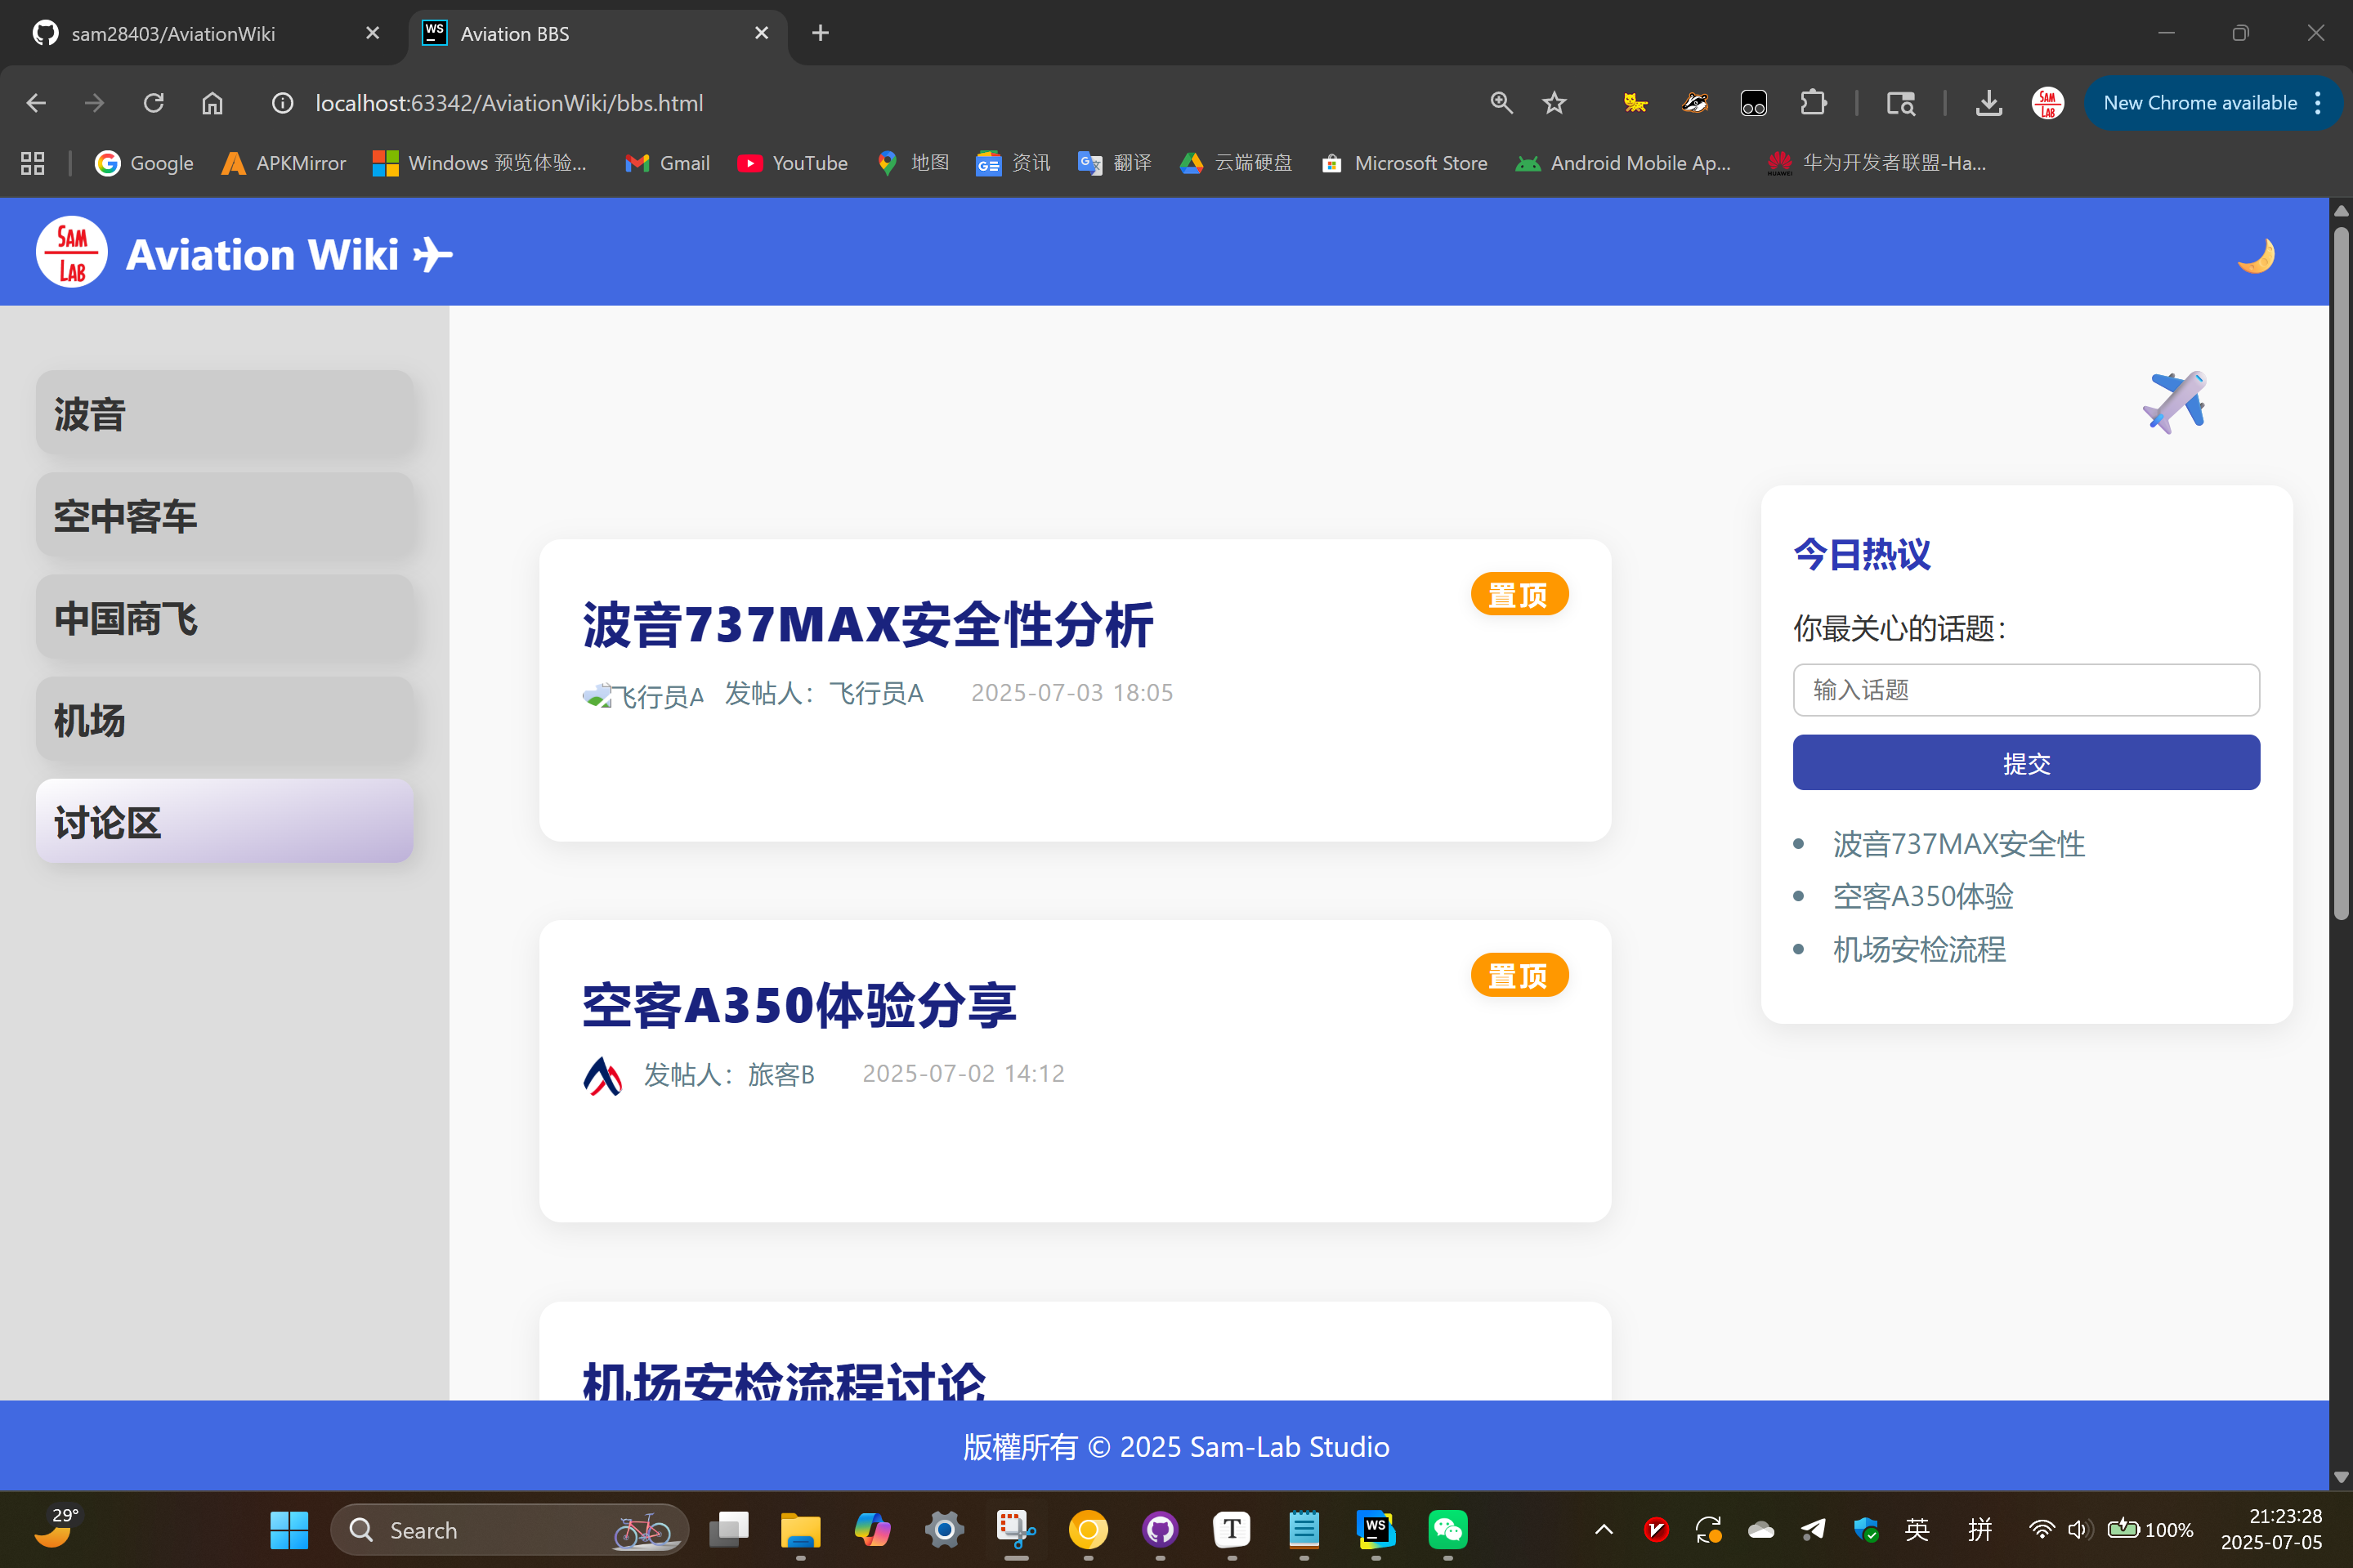 sam28403/AviationWiki
WS
Aviation BBS
localhost:63342/AviationWiki/bbs.html
SAM LAB
New Chrome available
Google
APKMirror
Windows 预览体验...
Gmail
YouTube
地图
资讯
翻译
云端硬盘
Microsoft Store
Android Mobile Ap...
华为开发者联盟-Ha...
SAM
LAB
Aviation Wiki
波音
空中客车
中国商飞
机场
讨论区
置顶
波音737MAX安全性分析
飞行员A 发帖人：飞行员A 2025-07-03 18:05
置顶
空客A350体验分享
发帖人：旅客B 2025-07-02 14:12
机场安检流程讨论
今日热议
你最关心的话题：
输入话题
提交
波音737MAX安全性
空客A350体验
机场安检流程
版權所有 © 2025 Sam-Lab Studio
29°
Search
T
WS
英
拼
100%
21:23:28
2025-07-05